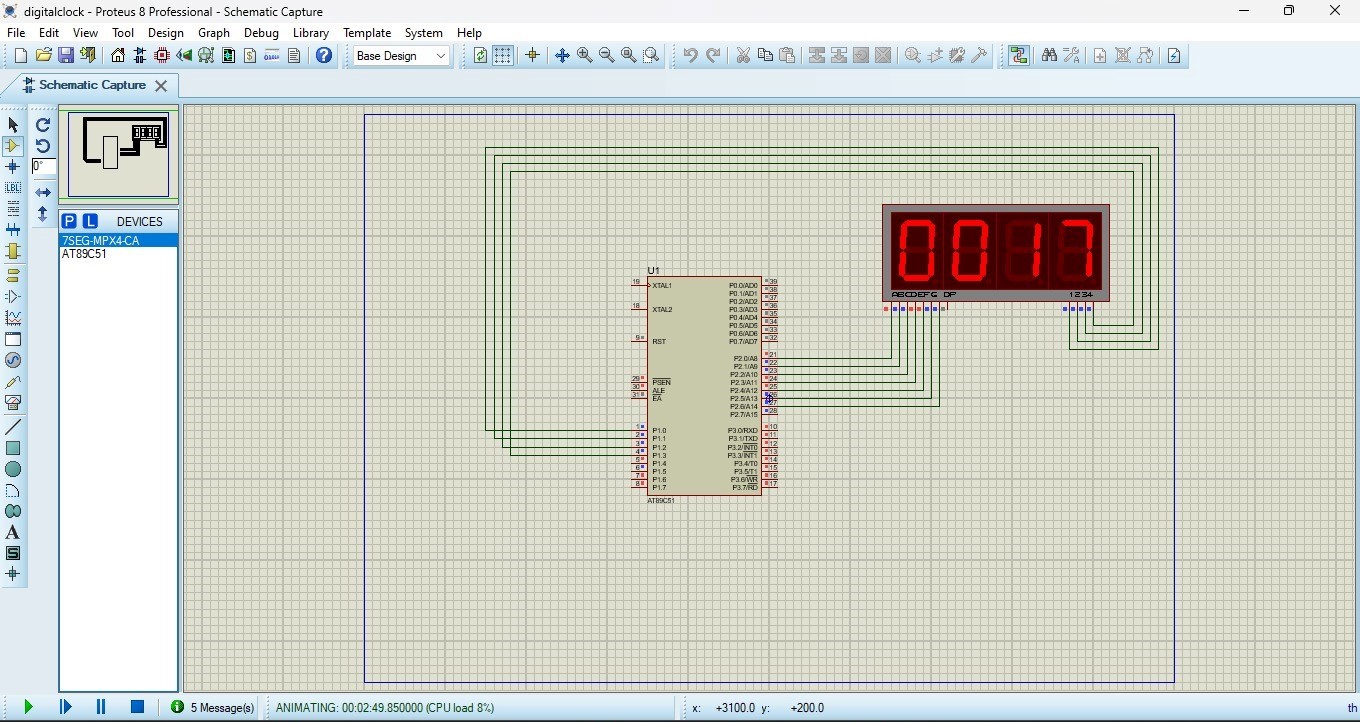 digitalclock - Proteus 8 Professional - Schematic Capture
File Edit View Tool Design Graph Debug Library Template System Help
Base Design
Schematic Capture
0°
LBL
P L DEVICES
7SEG-MPX4-CA
AT89C51
A
S
0017
ABCDEFG DP 1234
U1
19 XTAL1 P0.0/AD0 39
P0.1/AD1 38
P0.2/AD2 37
18 XTAL2 P0.3/AD3 36
P0.4/AD4 35
P0.5/AD5 34
P0.6/AD6 33
9 RST P0.7/AD7 32
P2.0/A8 21
P2.1/A9 22
P2.2/A10 23
29 PSEN P2.3/A11 24
30 ALE P2.4/A12 25
31 EA P2.5/A13 26
P2.6/A14 27
P2.7/A15 28
1 P1.0 P3.0/RXD 10
2 P1.1 P3.1/TXD 11
3 P1.2 P3.2/INT0 12
4 P1.3 P3.3/INT1 13
5 P1.4 P3.4/T0 14
6 P1.5 P3.5/T1 15
7 P1.6 P3.6/WR 16
8 P1.7 P3.7/RD 17
AT89C51
5 Message(s) ANIMATING: 00:02:49.850000 (CPU load 8%) x: +3100.0 y: +200.0 th